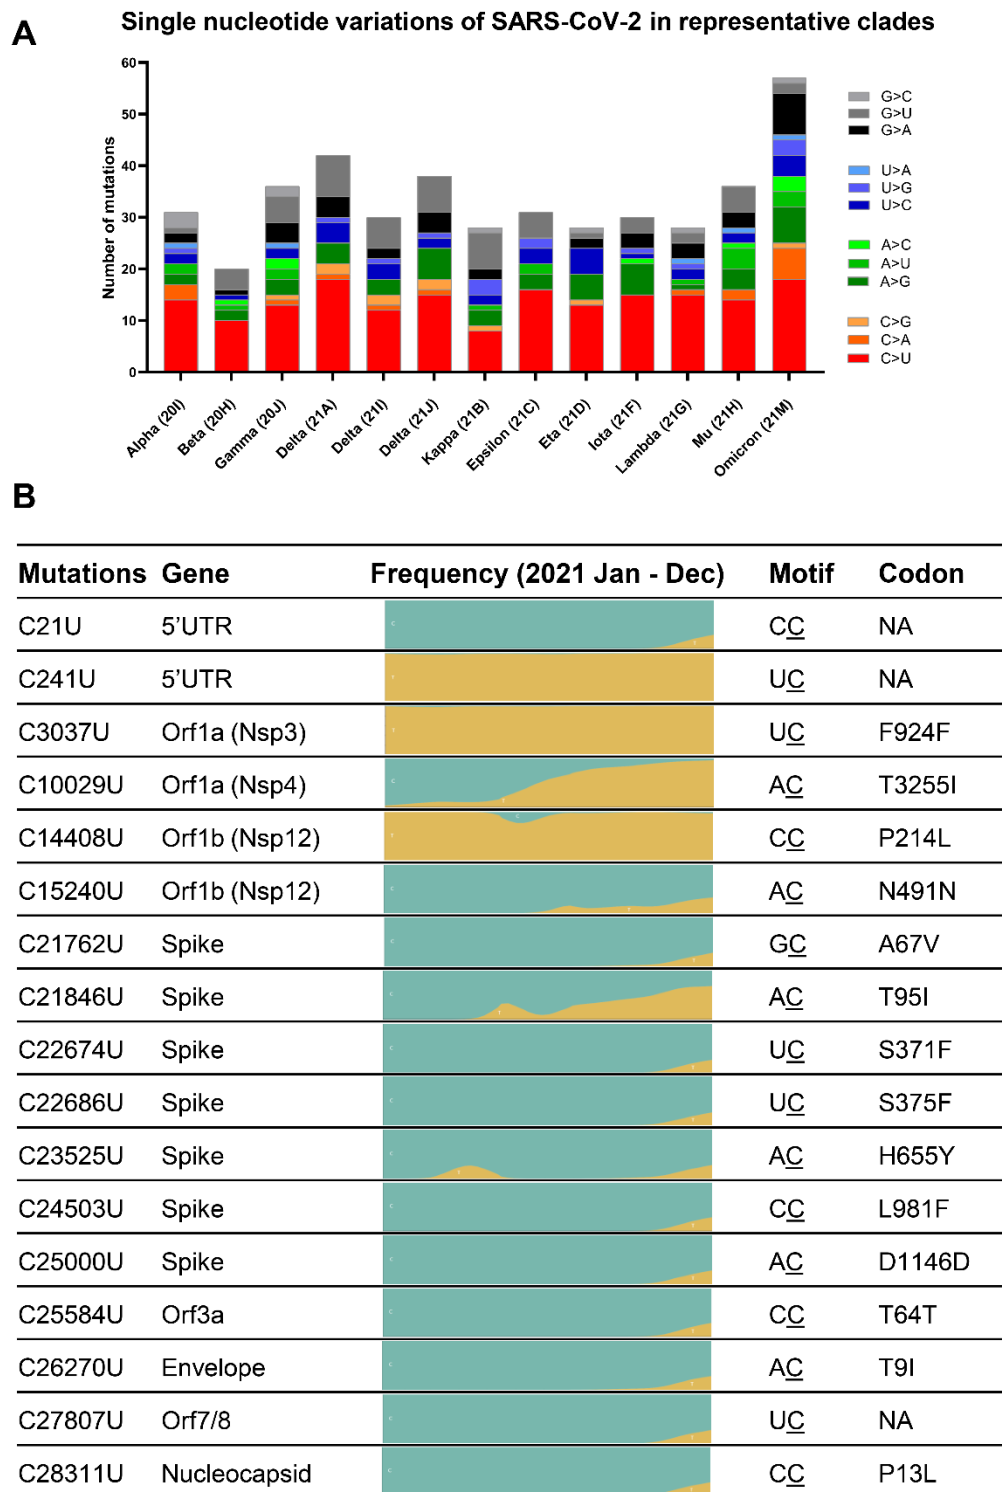 A
Single nucleotide variations of SARS-CoV-2 in representative clades
Number of mutations
60
50
40
30
20
10
0
G>C
G>U
G>A
U>A
U>G
U>C
A>C
A>U
A>G
C>G
C>A
C>U
Alpha (20I)
Beta (20H)
Gamma (20J)
Delta (21A)
Delta (21I)
Delta (21J)
Kappa (21B)
Epsilon (21C)
Eta (21D)
Iota (21F)
Lambda (21G)
Mu (21H)
Omicron (21M)
B
Mutations Gene Frequency (2021 Jan - Dec) Motif Codon
C21U 5'UTR CC NA
C241U 5'UTR UC NA
C3037U Orf1a (Nsp3) UC F924F
C10029U Orf1a (Nsp4) AC T3255I
C14408U Orf1b (Nsp12) CC P214L
C15240U Orf1b (Nsp12) AC N491N
C21762U Spike GC A67V
C21846U Spike AC T95I
C22674U Spike UC S371F
C22686U Spike UC S375F
C23525U Spike AC H655Y
C24503U Spike CC L981F
C25000U Spike AC D1146D
C25584U Orf3a CC T64T
C26270U Envelope AC T9I
C27807U Orf7/8 UC NA
C28311U Nucleocapsid CC P13L